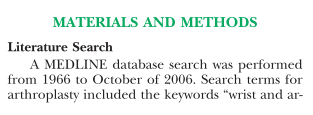 MATERIALS AND METHODS
Literature Search
A MEDLINE database search was performed
from 1966 to October of 2006. Search terms for
arthroplasty included the keywords “wrist and ar-